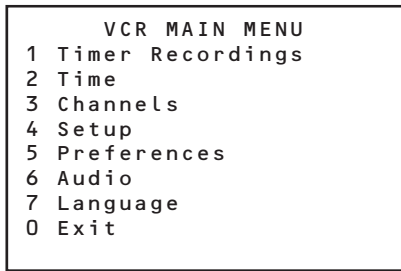 VCR MAIN MENU
1 Timer Recordings
2 Time
3 Channels
4 Setup
5 Preferences
6 Audio
7 Language
0 Exit